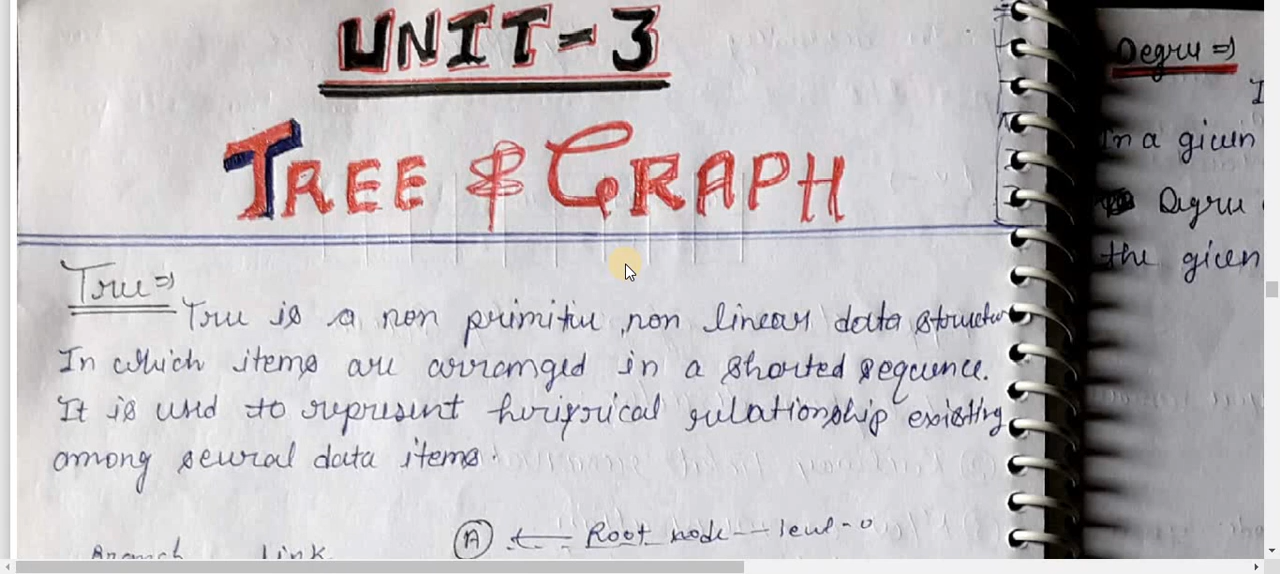 UNIT-3
TREE & GRAPH
Tree ⇒
Tree is a non primitive, non linear data structure
In which items are arranged in a shorted sequence.
It is used to represent relationship existing
among several data items.
A ← Root node -- level-0
Branch Link
Degree ⇒
In a given
Degree
the given